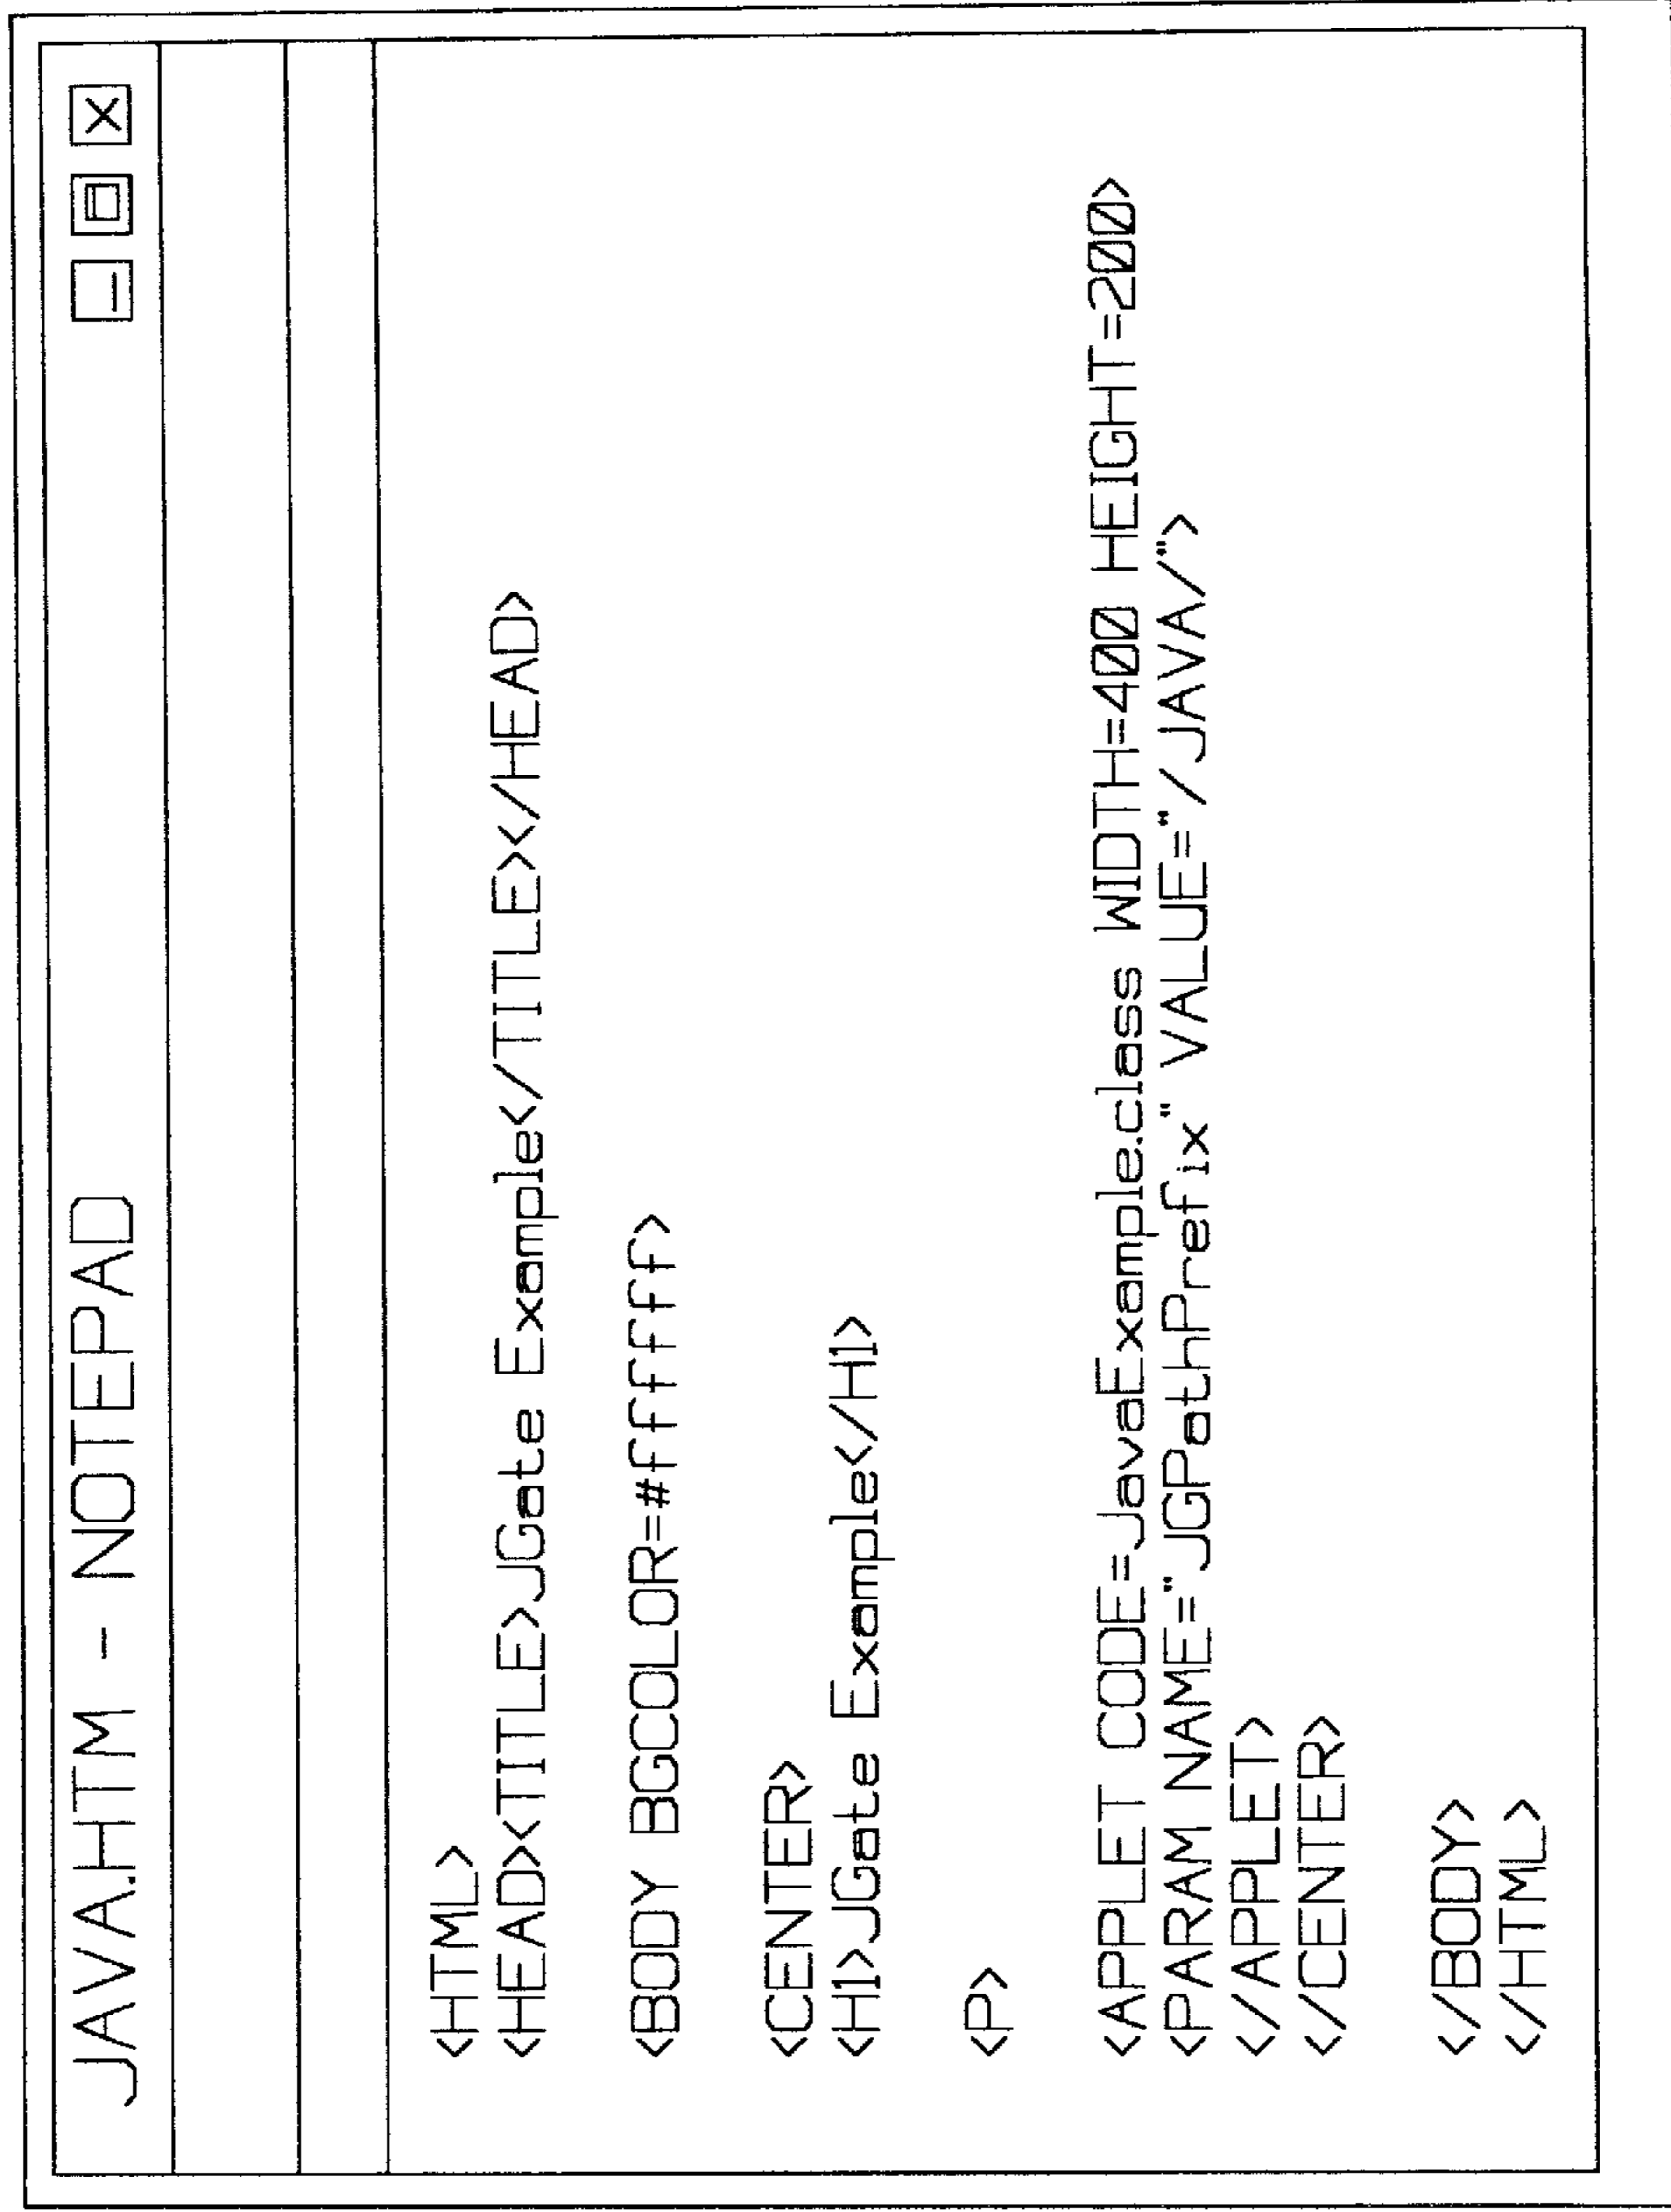 JAVA.HTM - NOTEPAD
<HTML>
<HEAD><TITLE>JGate Example</TITLE></HEAD>
<BODY BGCOLOR=#ffffff>
<CENTER>
<H1>JGate Example</H1>
<P>
<APPLET CODE=JavaExample.class WIDTH=400 HEIGHT=200>
<PARAM NAME="JGPathPrefix" VALUE="/JAVA/">
</APPLET>
</CENTER>
</BODY>
</HTML>